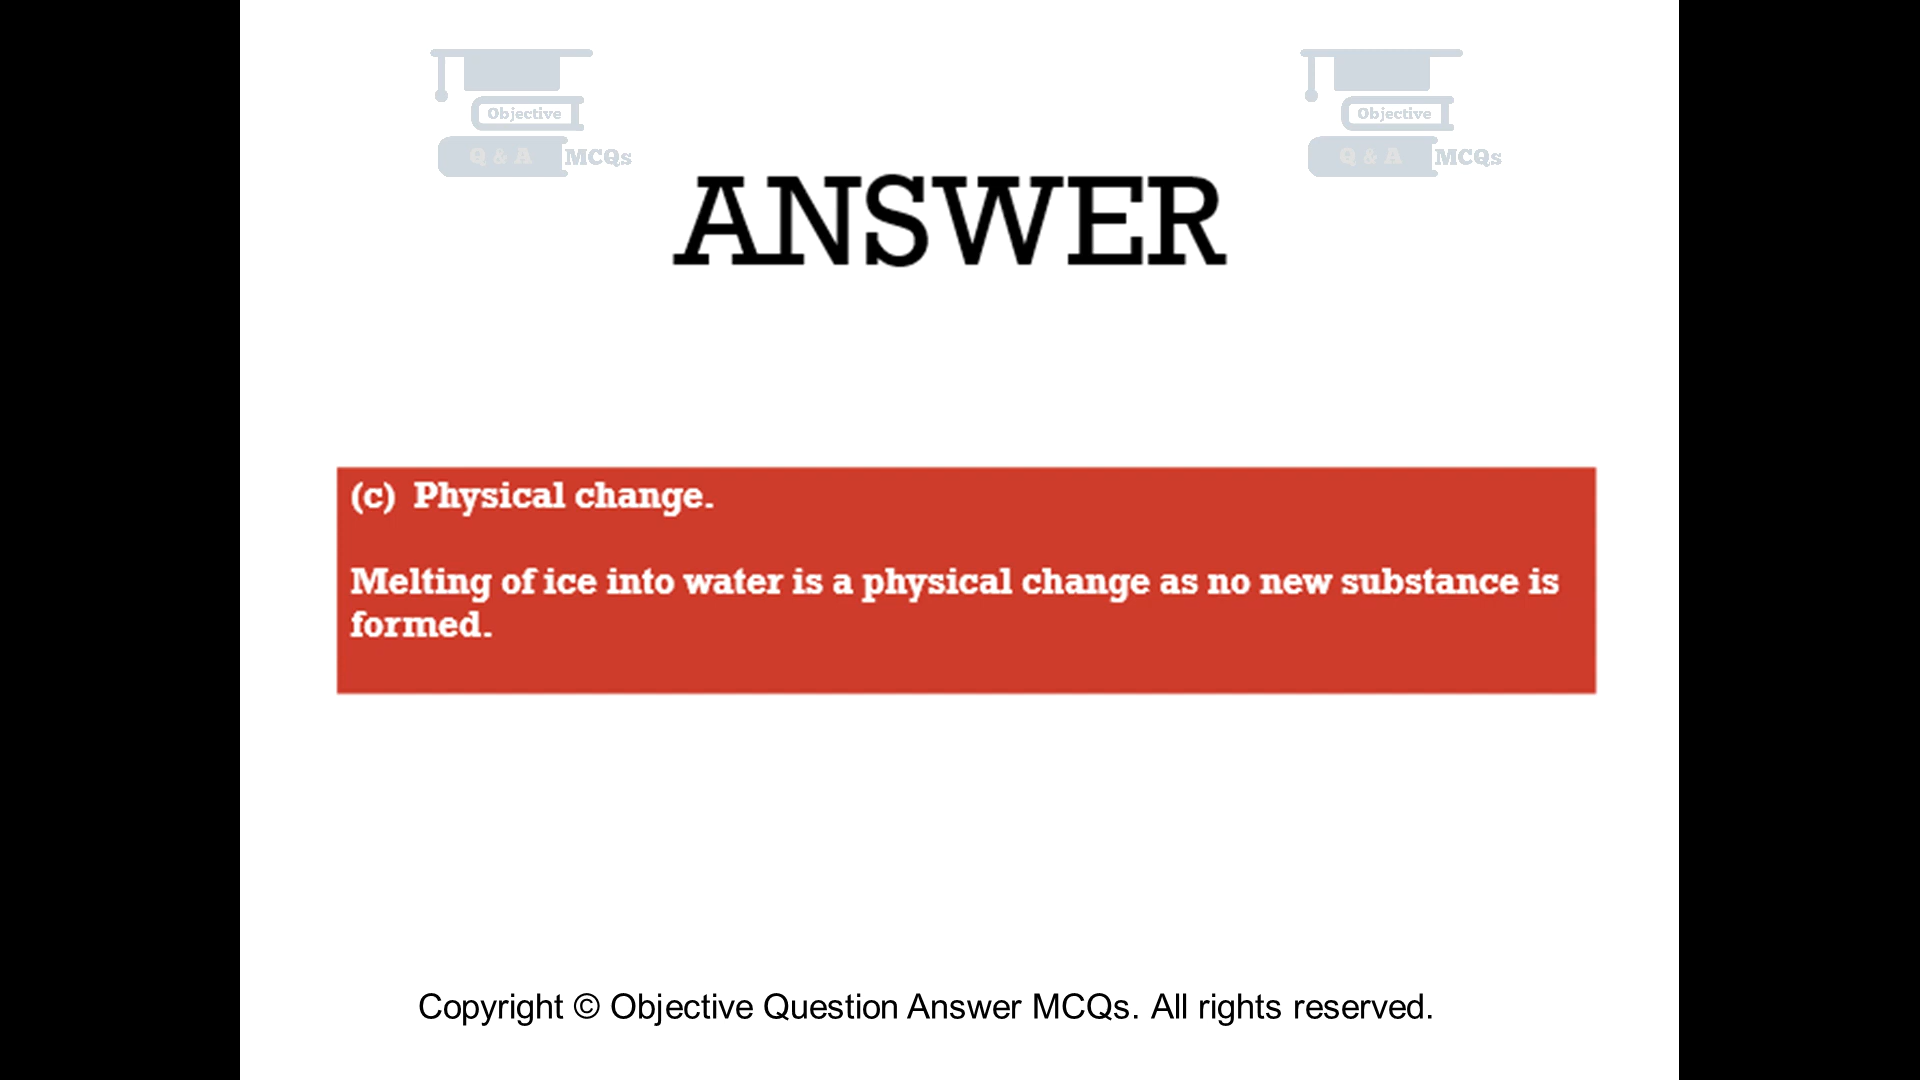 Objective
Q & A MCQs
Objective
Q & A MCQs
ANSWER
(c) Physical change.
Melting of ice into water is a physical change as no new substance is
formed.
Copyright © Objective Question Answer MCQs. All rights reserved.